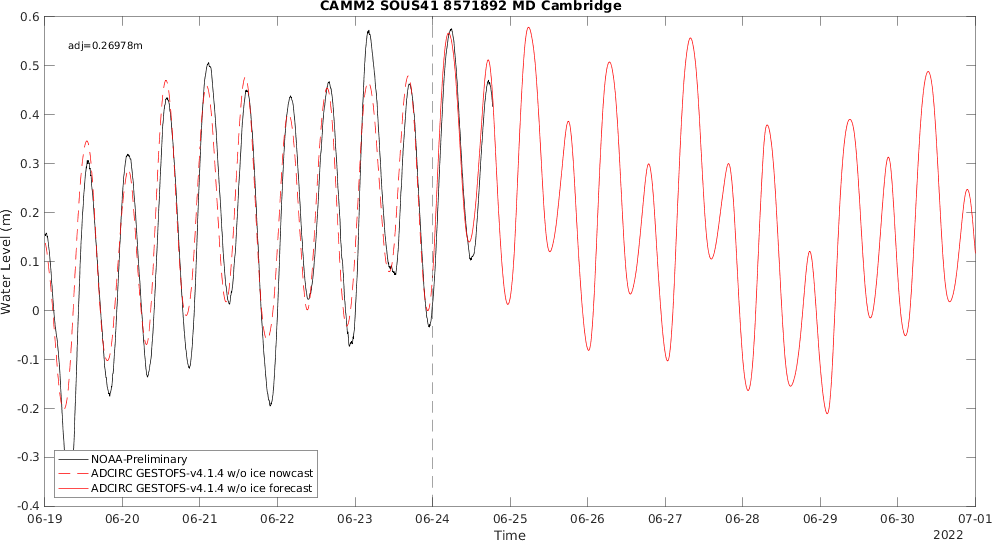 CAMM2 SOUS41 8571892 MD Cambridge
adj=0.26978m
0.6
0.5
0.4
0.3
0.2
0.1
0
-0.1
-0.2
-0.3
-0.4
Water Level (m)
NOAA-Preliminary
ADCIRC GESTOFS-v4.1.4 w/o ice nowcast
ADCIRC GESTOFS-v4.1.4 w/o ice forecast
06-19 06-20 06-21 06-22 06-23 06-24 06-25 06-26 06-27 06-28 06-29 06-30 07-01
Time
2022